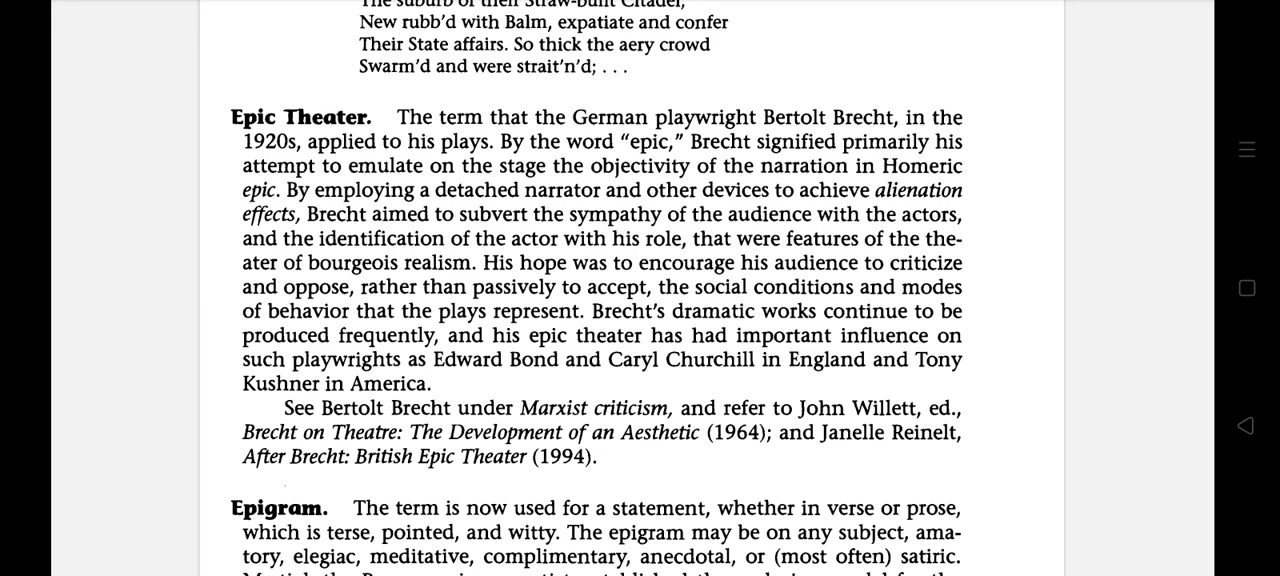 New rubb'd with Balm, expatiate and confer
Their State affairs. So thick the aery crowd
Swarm'd and were strait'n'd; . . .
Epic Theater. The term that the German playwright Bertolt Brecht, in the
1920s, applied to his plays. By the word “epic,” Brecht signified primarily his
attempt to emulate on the stage the objectivity of the narration in Homeric
epic. By employing a detached narrator and other devices to achieve alienation
effects, Brecht aimed to subvert the sympathy of the audience with the actors,
and the identification of the actor with his role, that were features of the the-
ater of bourgeois realism. His hope was to encourage his audience to criticize
and oppose, rather than passively to accept, the social conditions and modes
of behavior that the plays represent. Brecht's dramatic works continue to be
produced frequently, and his epic theater has had important influence on
such playwrights as Edward Bond and Caryl Churchill in England and Tony
Kushner in America.
See Bertolt Brecht under Marxist criticism, and refer to John Willett, ed.,
Brecht on Theatre: The Development of an Aesthetic (1964); and Janelle Reinelt,
After Brecht: British Epic Theater (1994).
Epigram. The term is now used for a statement, whether in verse or prose,
which is terse, pointed, and witty. The epigram may be on any subject, ama-
tory, elegiac, meditative, complimentary, anecdotal, or (most often) satiric.